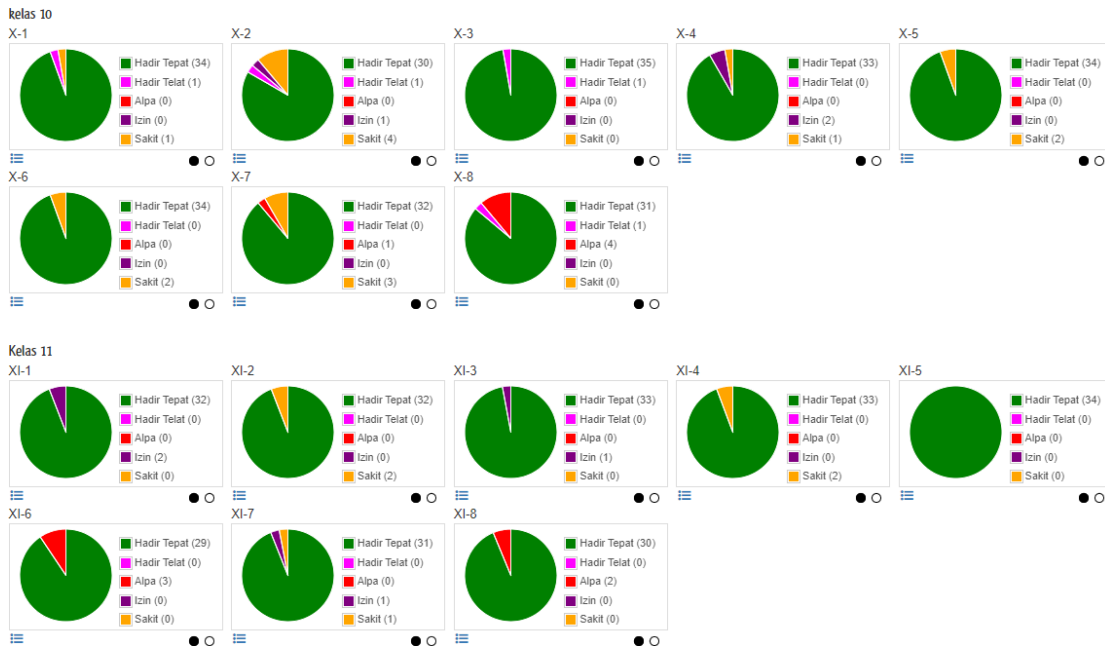 kelas 10
X-1
Hadir Tepat (34)
Hadir Telat (1)
Alpa (0)
Izin (0)
Sakit (1)
X-2
Hadir Tepat (30)
Hadir Telat (1)
Alpa (0)
Izin (1)
Sakit (4)
X-3
Hadir Tepat (35)
Hadir Telat (1)
Alpa (0)
Izin (0)
Sakit (0)
X-4
Hadir Tepat (33)
Hadir Telat (0)
Alpa (0)
Izin (2)
Sakit (1)
X-5
Hadir Tepat (34)
Hadir Telat (0)
Alpa (0)
Izin (0)
Sakit (2)
X-6
Hadir Tepat (34)
Hadir Telat (0)
Alpa (0)
Izin (0)
Sakit (2)
X-7
Hadir Tepat (32)
Hadir Telat (0)
Alpa (1)
Izin (0)
Sakit (3)
X-8
Hadir Tepat (31)
Hadir Telat (1)
Alpa (4)
Izin (0)
Sakit (0)
Kelas 11
XI-1
Hadir Tepat (32)
Hadir Telat (0)
Alpa (0)
Izin (2)
Sakit (0)
XI-2
Hadir Tepat (32)
Hadir Telat (0)
Alpa (0)
Izin (0)
Sakit (2)
XI-3
Hadir Tepat (33)
Hadir Telat (0)
Alpa (0)
Izin (1)
Sakit (0)
XI-4
Hadir Tepat (33)
Hadir Telat (0)
Alpa (0)
Izin (0)
Sakit (2)
XI-5
Hadir Tepat (34)
Hadir Telat (0)
Alpa (0)
Izin (0)
Sakit (0)
XI-6
Hadir Tepat (29)
Hadir Telat (0)
Alpa (3)
Izin (0)
Sakit (0)
XI-7
Hadir Tepat (31)
Hadir Telat (0)
Alpa (0)
Izin (1)
Sakit (1)
XI-8
Hadir Tepat (30)
Hadir Telat (0)
Alpa (2)
Izin (0)
Sakit (0)